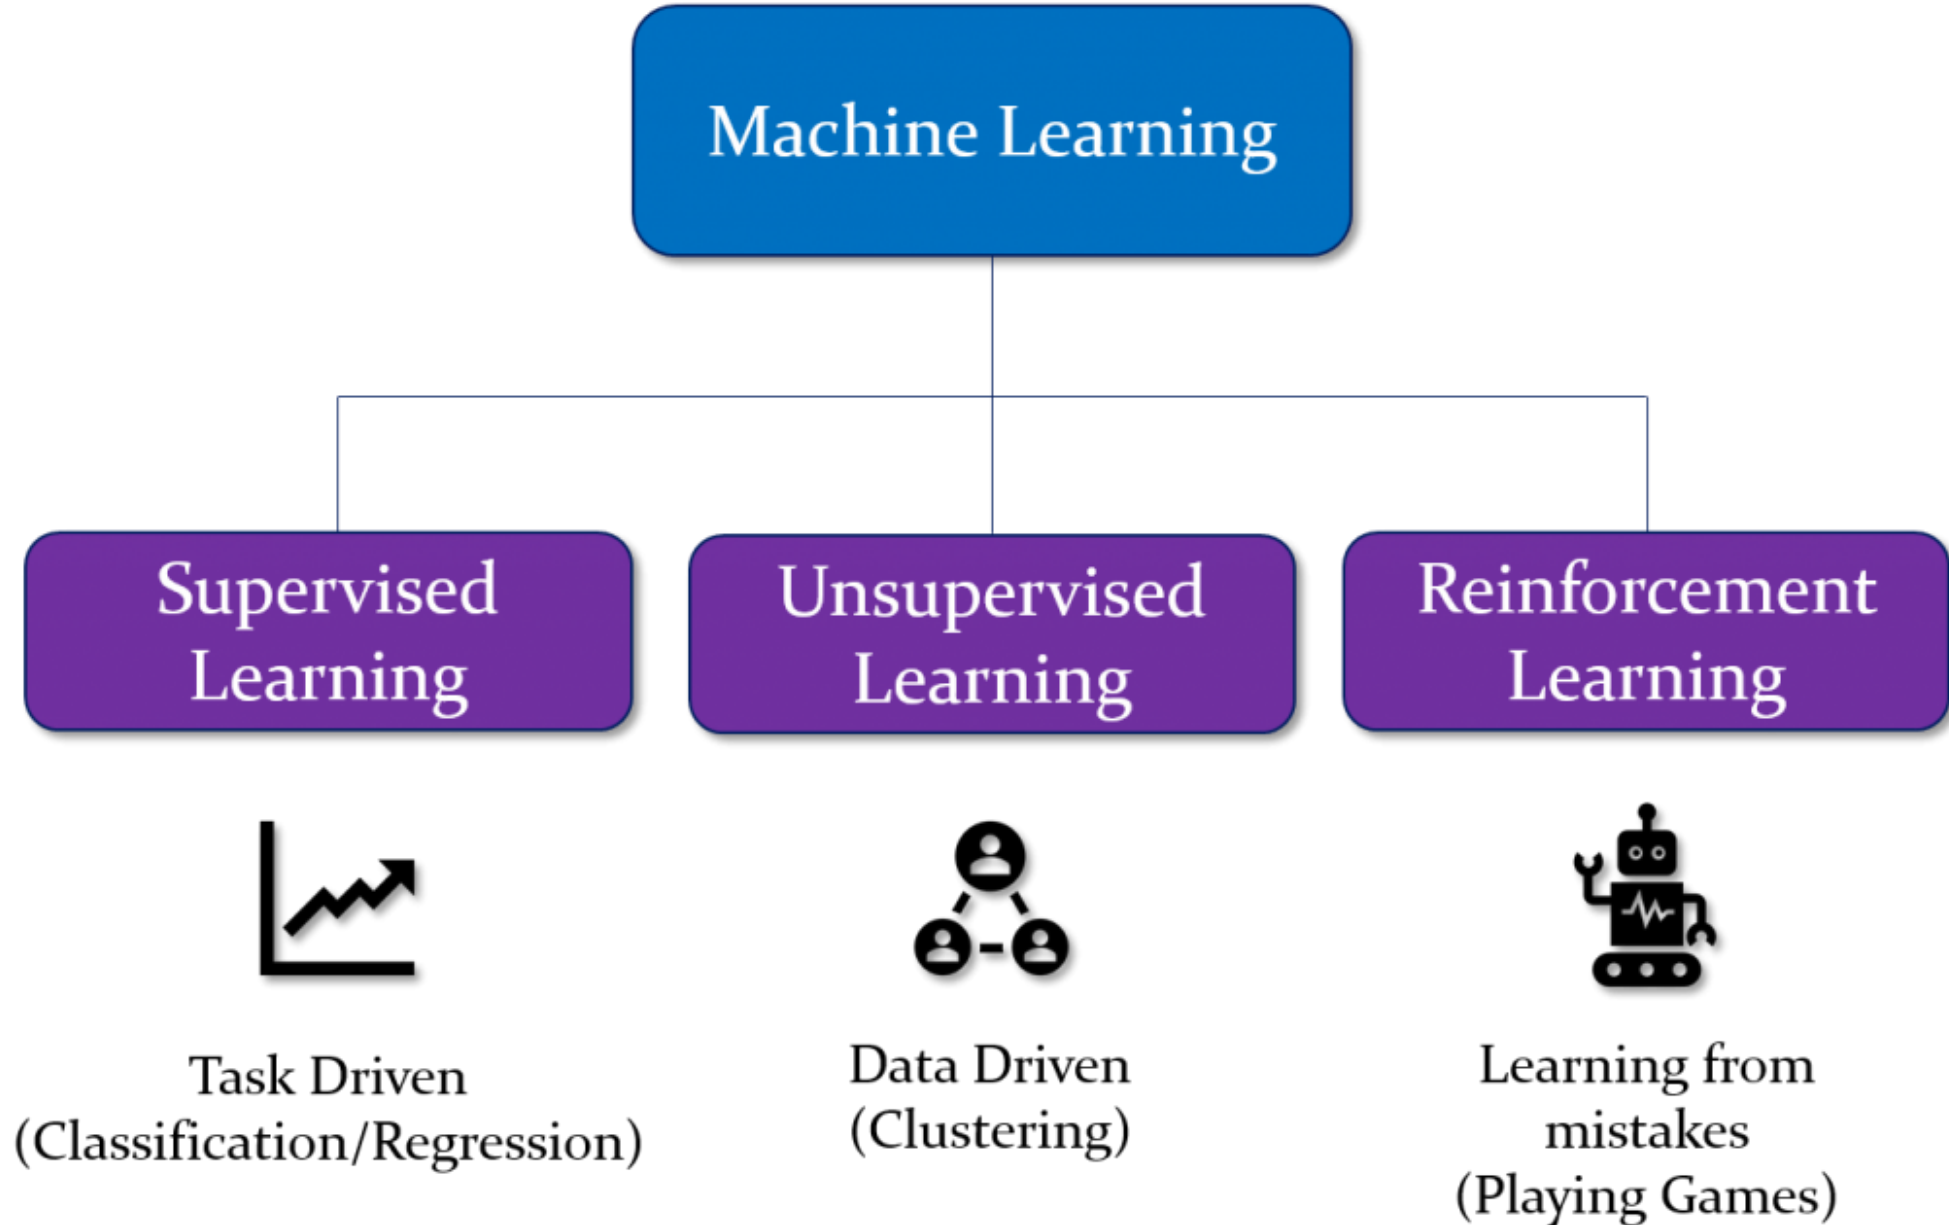 Machine Learning
Supervised
Learning
Unsupervised
Learning
Reinforcement
Learning
Task Driven
(Classification/Regression)
Data Driven
(Clustering)
Learning from
mistakes
(Playing Games)